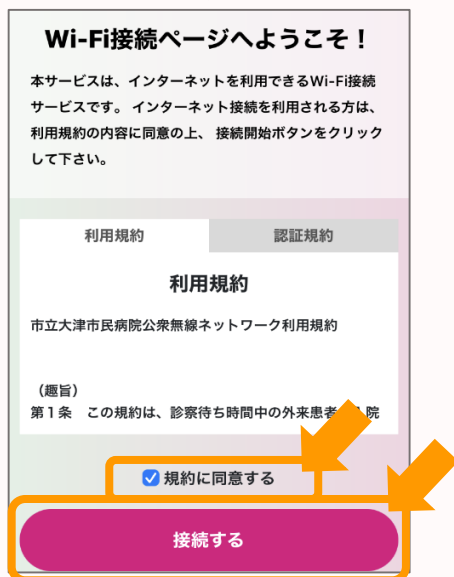 Wi-Fi接続ページへようこそ！
本サービスは、インターネットを利用できるWi-Fi接続
サービスです。 インターネット接続を利用される方は、
利用規約の内容に同意の上、 接続開始ボタンをクリック
して下さい。
利用規約
認証規約
利用規約
市立大津市民病院公衆無線ネットワーク利用規約
（趣旨）
第1条　この規約は、診察待ち時間中の外来患者 院
規約に同意する
接続する